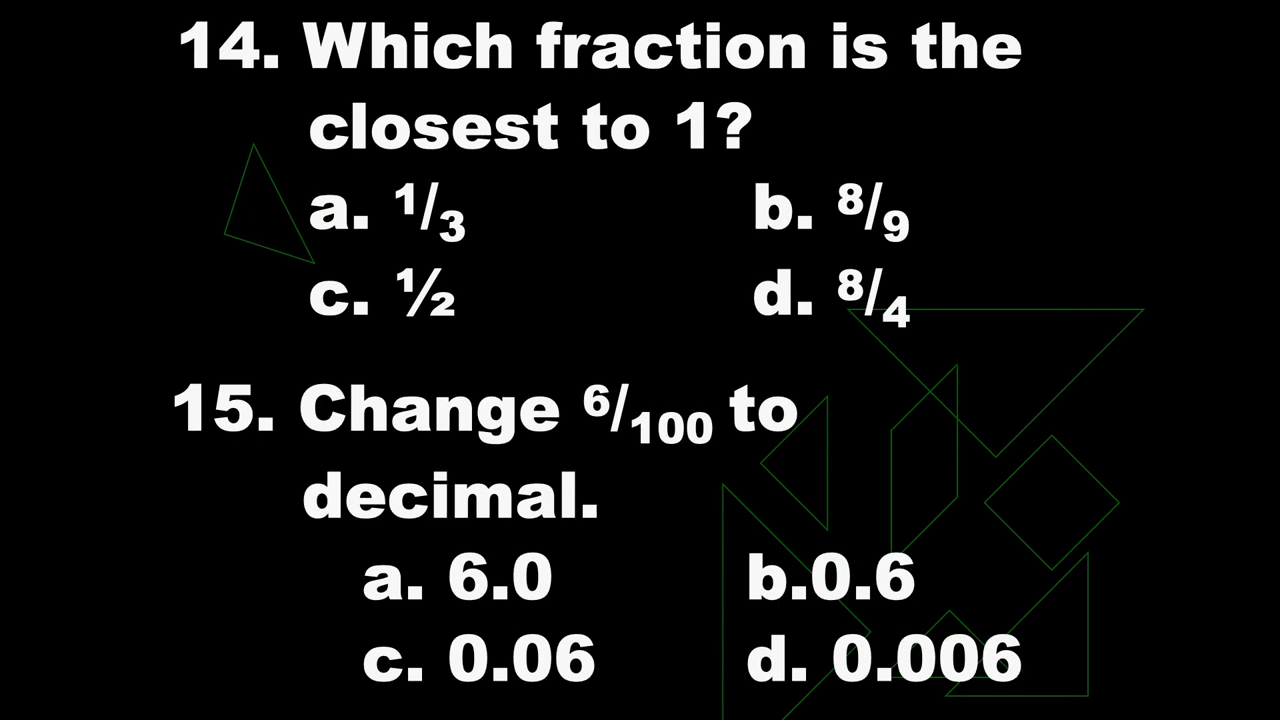 14. Which fraction is the
closest to 1?
a. ¹/₃ b. ⁸/₉
c. ½ d. ⁸/₄
15. Change ⁶/₁₀₀ to
decimal.
a. 6.0 b.0.6
c. 0.06 d. 0.006